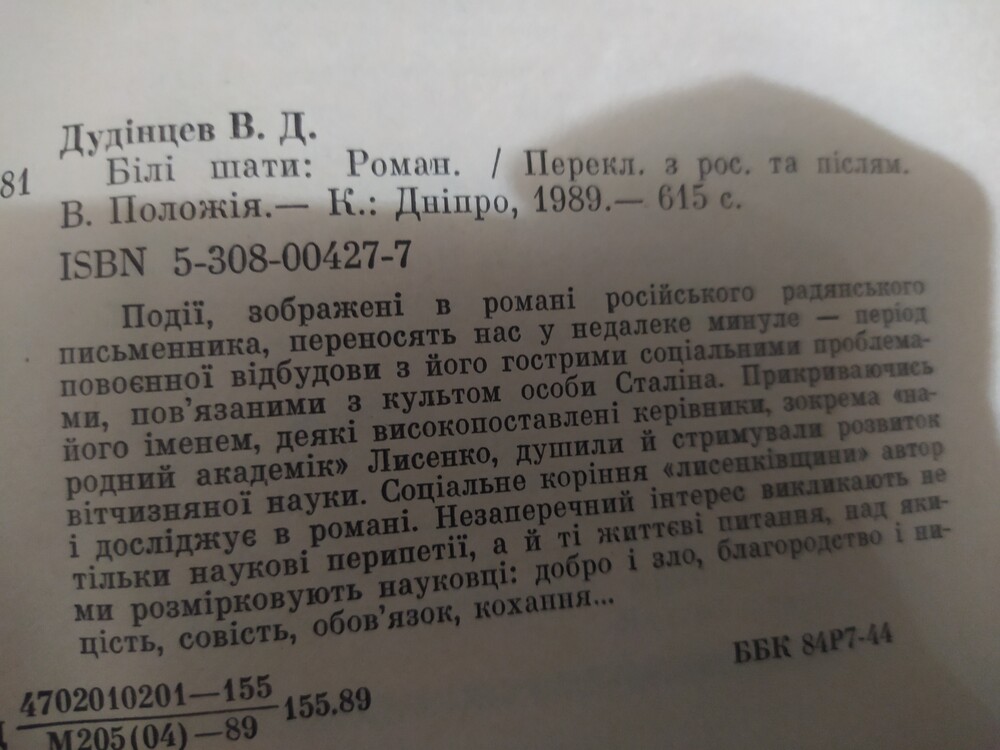 Дудінцев В. Д.
81 Білі шати: Роман. / Перекл. з рос. та післям.
В. Положія.— К.: Дніпро, 1989.— 615 с.
ISBN 5-308-00427-7
Події, зображені в романі російського радянського
письменника, переносять нас у недалеке минуле — період
повоєнної відбудови з його гострими соціальними проблема-
ми, пов'язаними з культом особи Сталіна. Прикриваючись
його іменем, деякі високопоставлені керівники, зокрема «на-
родний академік» Лисенко, душили й стримували розвиток
вітчизняної науки. Соціальне коріння «лисенківщини» автор
і досліджує в романі. Незаперечний інтерес викликають не
тільки наукові перипетії, а й ті життєві питання, над яки-
ми розмірковують науковці: добро і зло, благородство і ни-
цість, совість, обов'язок, кохання...
ББК 84Р7-44
4702010201—155
155.89
М205(04)—89